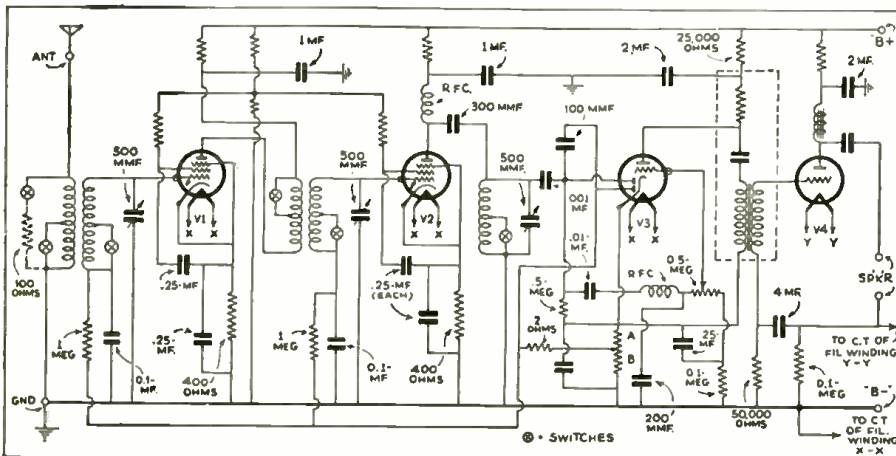 ANT
100
OHMS
500
MMF.
1
MEG
0.1-
MF.
GND
V1
X X
.25-MF
.25-
MF.
400
OHMS
1 MF.
500
MMF.
1
MEG
0.1-
MF.
R.F.C.
300 MMF.
V2
X X
.25-MF
(EACH)
400
OHMS
1 MF.
500
MMF.
2 MF.
100 MMF
.001
MF
.01-
MF.
.5-
MEG
2
OHMS
V3
X X
R.F.C.
0.5-
MEG
A
B
.25-
MF
0.1-
MEG
200
MMF.
25,000
OHMS
50,000
OHMS
"B+"
2 MF.
V4
Y Y
SPK'R
4 MF.
TO C.T. OF
FIL WINDING
Y-Y
0.1-
MEG
"B-"
TO C.T.
OF FIL.
WINDING
X-X
⊗ = SWITCHES